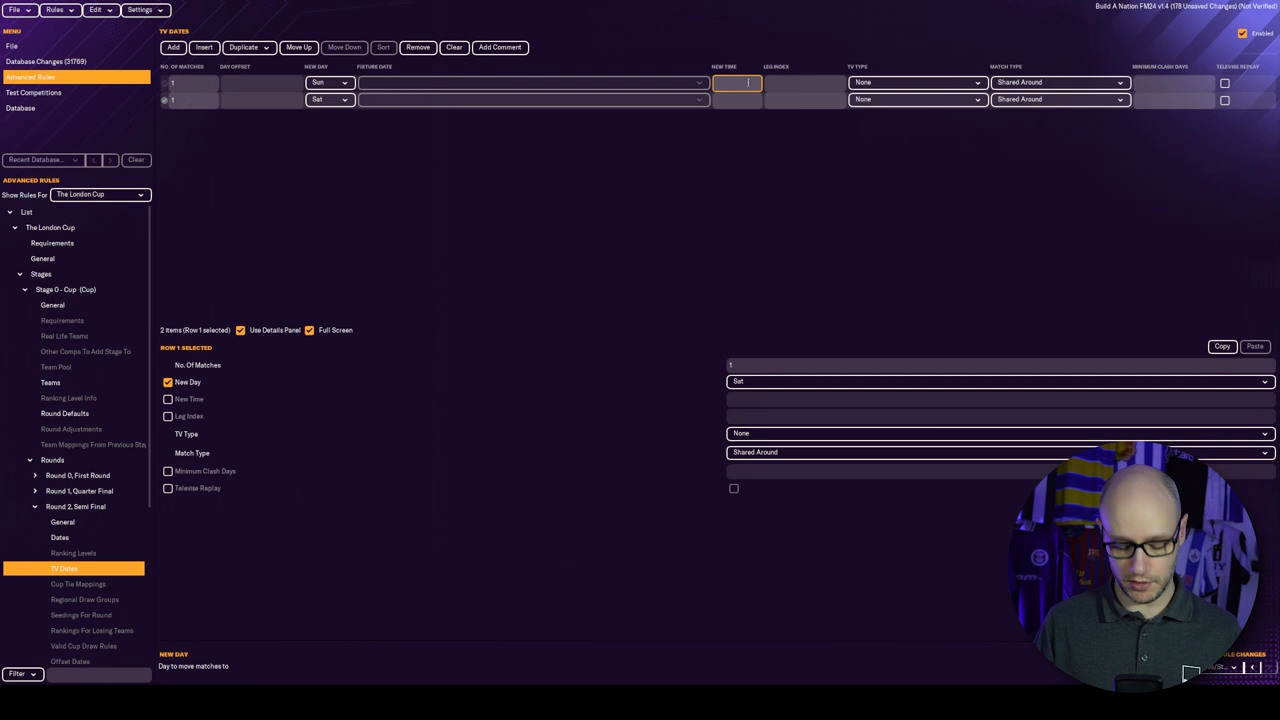 File Rules Edit Settings
Build A Nation FM24 v1.4 (178 Unsaved Changes) (Not Verified)
MENU
File
Database Changes (31769)
Advanced Rules
Test Competitions
Database
Recent Database... < > Clear
ADVANCED RULES
Show Rules For The London Cup
List
The London Cup
Requirements
General
Stages
Stage 0 - Cup (Cup)
General
Requirements
Real Life Teams
Other Comps To Add Stage To
Team Pool
Teams
Ranking Level Info
Round Defaults
Round Adjustments
Team Mappings From Previous Sta
Rounds
Round 0, First Round
Round 1, Quarter Final
Round 2, Semi Final
General
Dates
Ranking Levels
TV Dates
Cup Tie Mappings
Regional Draw Groups
Seedings For Round
Rankings For Losing Teams
Valid Cup Draw Rules
Offset Dates
Filter
TV DATES
Enabled
Add Insert Duplicate Move Up Move Down Sort Remove Clear Add Comment
NO. OF MATCHES DAY OFFSET NEW DAY FIXTURE DATE NEW TIME LEG INDEX TV TYPE MATCH TYPE MINIMUM CLASH DAYS TELEVISE REPLAY
1 Sun None Shared Around
1 Sat None Shared Around
2 items (Row 1 selected) Use Details Panel Full Screen
ROW 1 SELECTED
Copy Paste
No. Of Matches 1
New Day Sat
New Time
Leg Index
TV Type None
Match Type Shared Around
Minimum Clash Days
Televise Replay
NEW DAY
Day to move matches to
CHANGES